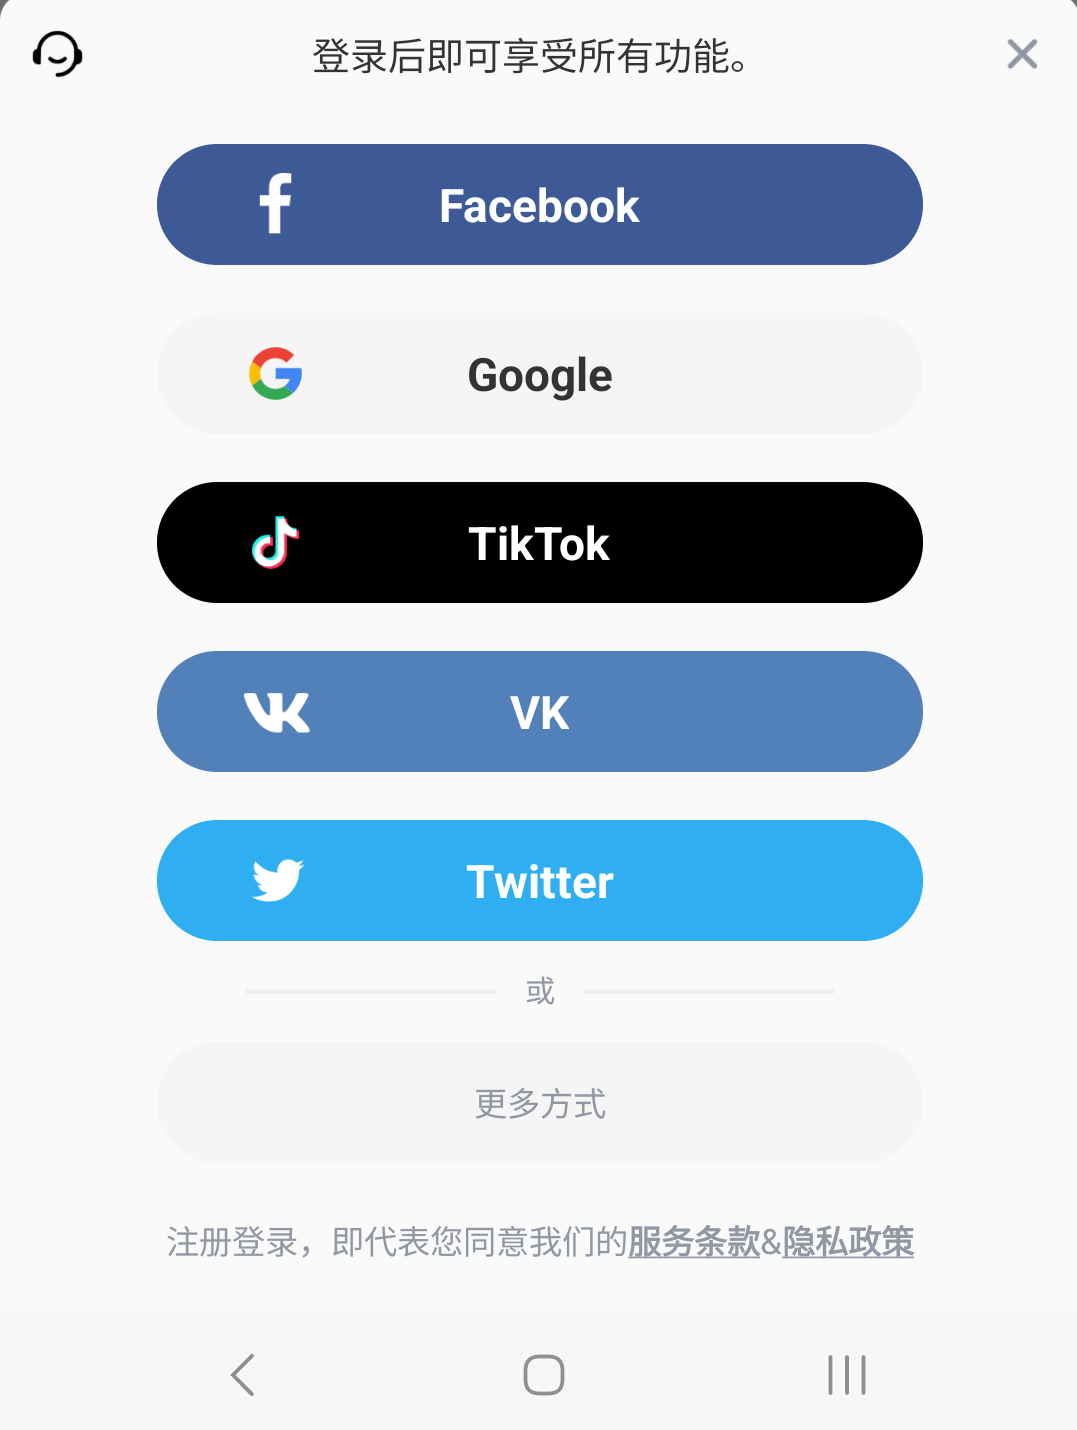 登录后即可享受所有功能。
Facebook
Google
TikTok
VK
Twitter
或
更多方式
注册登录，即代表您同意我们的服务条款&隐私政策